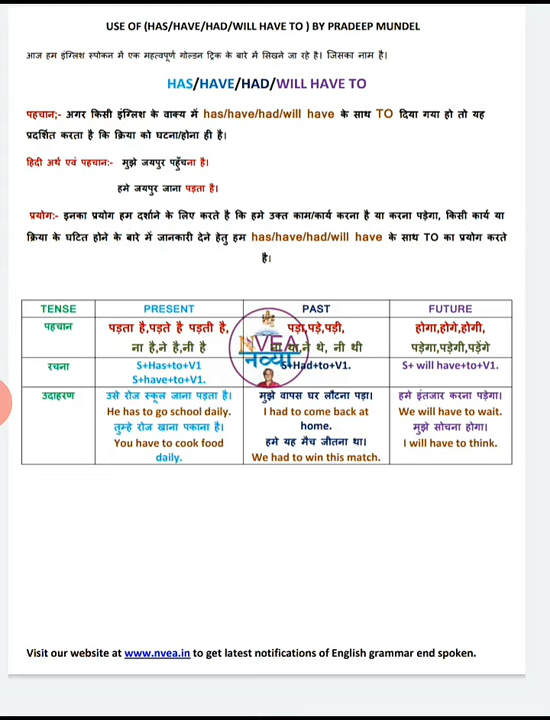 USE OF (HAS/HAVE/HAD/WILL HAVE TO ) BY PRADEEP MUNDEL
आज हम इंग्लिश स्पोकन में एक महत्वपूर्ण गोल्डन ट्रिक के बारे में सिखने जा रहे है। जिसका नाम है।
HAS/HAVE/HAD/WILL HAVE TO
पहचान;- अगर किसी इंग्लिश के वाक्य में has/have/had/will have के साथ TO दिया गया हो तो यह
प्रदर्शित करता है कि क्रिया को घटना/होना ही है।
हिदी अर्थ एवं पहचान:- मुझे जयपुर पहुँचना है।
हमे जयपुर जाना पड़ता है।
प्रयोग:- इनका प्रयोग हम दर्शाने के लिए करते है कि हमे उक्त काम/कार्य करना है या करना पड़ेगा, किसी कार्य या
क्रिया के घटित होने के बारे में जानकारी देने हेतु हम has/have/had/will have के साथ TO का प्रयोग करते
है।
TENSE PRESENT PAST FUTURE
पहचान पड़ता है,पड़ते है पड़ती है, पड़ा,पड़े,पड़ी, होगा,होगे,होगी,
ना है,ने है,नी है ना था,ने थे, नी थी पड़ेगा,पड़ेगी,पड़ेंगे
रचना S+Has+to+V1 S+Had+to+V1. S+ will have+to+V1.
S+have+to+V1.
उदाहरण उसे रोज स्कूल जाना पड़ता है। मुझे वापस घर लौटना पड़ा। हमे इंतजार करना पड़ेगा।
He has to go school daily. I had to come back at We will have to wait.
तुम्हे रोज खाना पकाना है। home. मुझे सोचना होगा।
You have to cook food हमे यह मैच जीतना था। I will have to think.
daily. We had to win this match.
NVEA
नव्या
Visit our website at www.nvea.in to get latest notifications of English grammar end spoken.